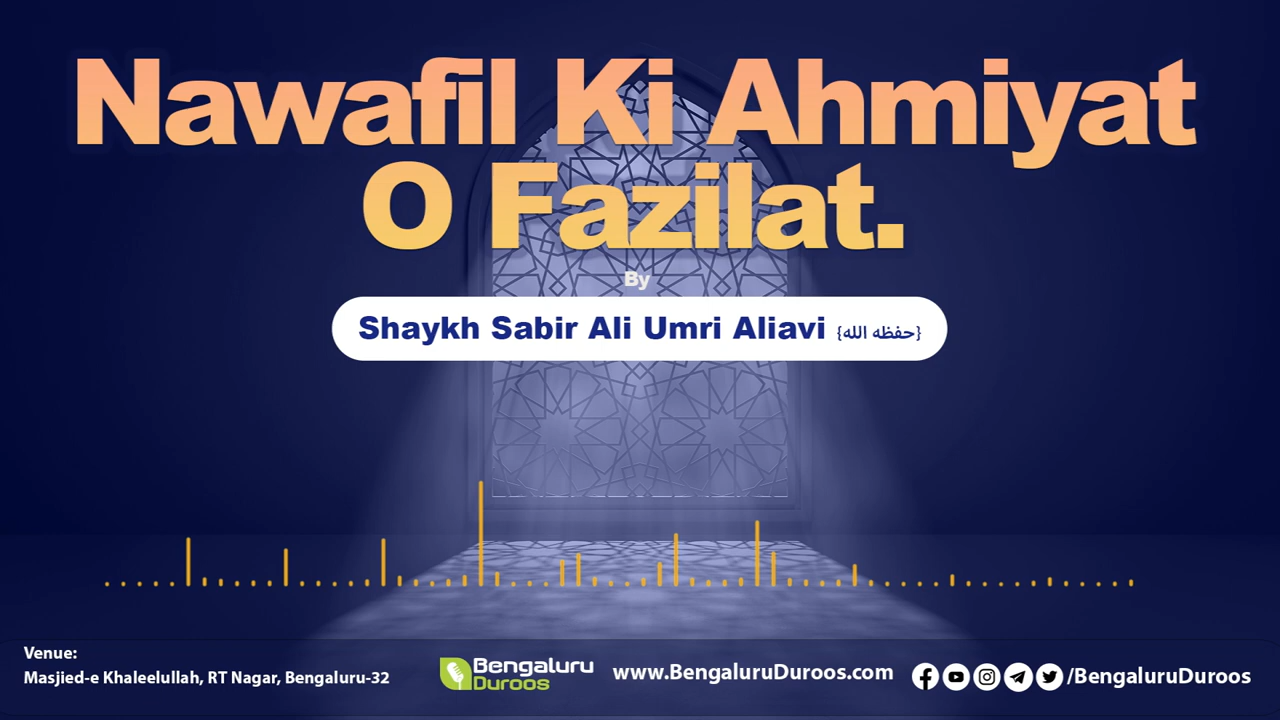 Nawafil Ki Ahmiyat
O Fazilat.
By
Shaykh Sabir Ali Umri Aliavi {حفظه الله}
Venue:
Masjied-e Khaleelullah, RT Nagar, Bengaluru-32
Bengaluru
Duroos
www.BengaluruDuroos.com
/BengaluruDuroos